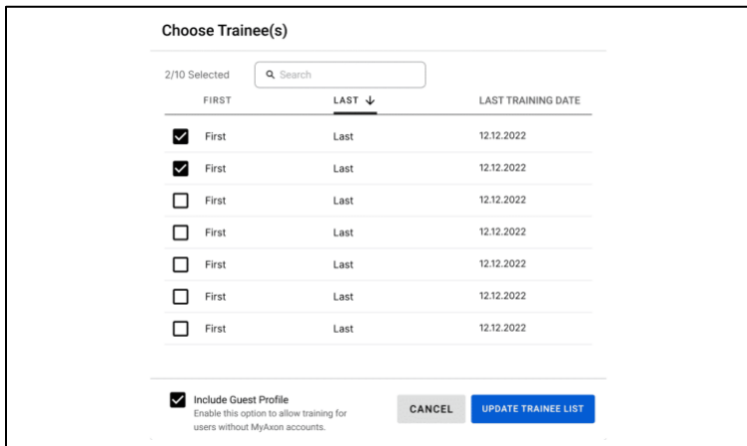 Choose Trainee(s)
2/10 Selected Search
FIRST LAST LAST TRAINING DATE
First Last 12.12.2022
First Last 12.12.2022
First Last 12.12.2022
First Last 12.12.2022
First Last 12.12.2022
First Last 12.12.2022
First Last 12.12.2022
Include Guest Profile
Enable this option to allow training for
users without MyAxon accounts.
CANCEL UPDATE TRAINEE LIST